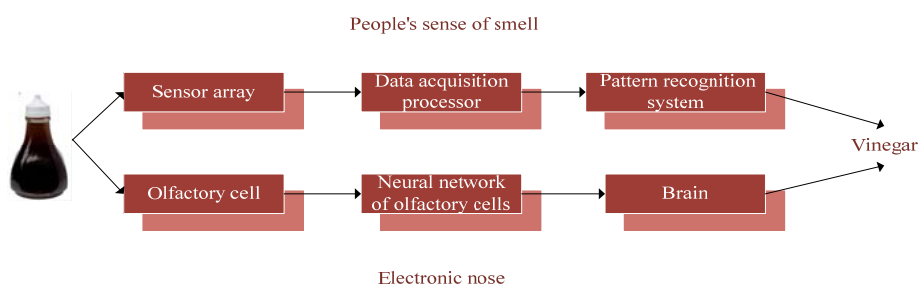 People's sense of smell
Sensor array
Data acquisition
processor
Pattern recognition
system
Vinegar
Olfactory cell
Neural network
of olfactory cells
Brain
Electronic nose